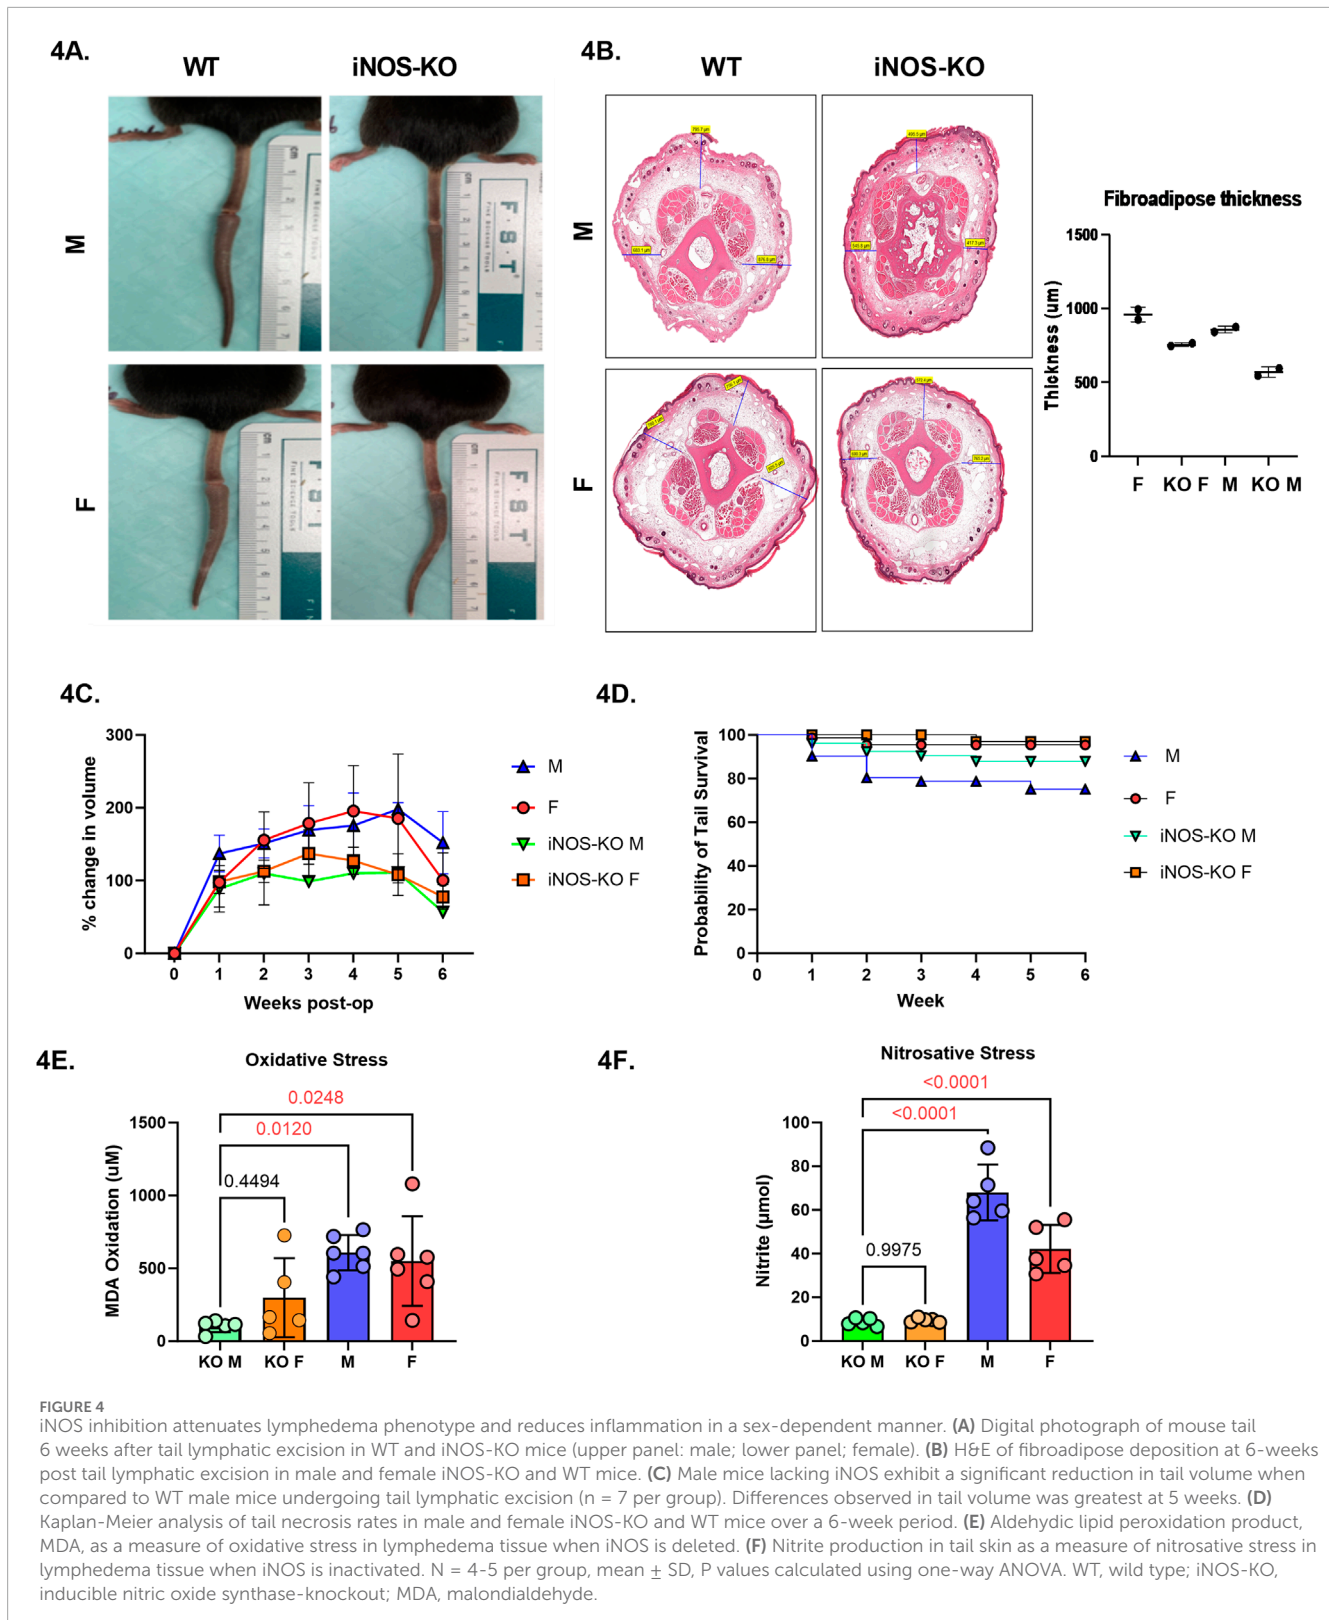 4A.
WT
iNOS-KO
M
F
4B.
WT
iNOS-KO
M
F
Fibroadipose thickness
Thickness (um)
1500
1000
500
0
F KO F M KO M
4C.
% change in volume
300
200
100
0
0 1 2 3 4 5 6
Weeks post-op
M
F
iNOS-KO M
iNOS-KO F
4D.
Probability of Tail Survival
100
80
60
40
20
0
0 1 2 3 4 5 6
Week
M
F
iNOS-KO M
iNOS-KO F
4E.
Oxidative Stress
0.0248
0.0120
0.4494
MDA Oxidation (uM)
1500
1000
500
0
KO M KO F M F
4F.
Nitrosative Stress
<0.0001
<0.0001
0.9975
Nitrite (µmol)
100
80
60
40
20
0
KO M KO F M F
FIGURE 4
iNOS inhibition attenuates lymphedema phenotype and reduces inflammation in a sex-dependent manner. (A) Digital photograph of mouse tail
6 weeks after tail lymphatic excision in WT and iNOS-KO mice (upper panel: male; lower panel; female). (B) H&E of fibroadipose deposition at 6-weeks
post tail lymphatic excision in male and female iNOS-KO and WT mice. (C) Male mice lacking iNOS exhibit a significant reduction in tail volume when
compared to WT male mice undergoing tail lymphatic excision (n = 7 per group). Differences observed in tail volume was greatest at 5 weeks. (D)
Kaplan-Meier analysis of tail necrosis rates in male and female iNOS-KO and WT mice over a 6-week period. (E) Aldehydic lipid peroxidation product,
MDA, as a measure of oxidative stress in lymphedema tissue when iNOS is deleted. (F) Nitrite production in tail skin as a measure of nitrosative stress in
lymphedema tissue when iNOS is inactivated. N = 4-5 per group, mean ± SD, P values calculated using one-way ANOVA. WT, wild type; iNOS-KO,
inducible nitric oxide synthase-knockout; MDA, malondialdehyde.